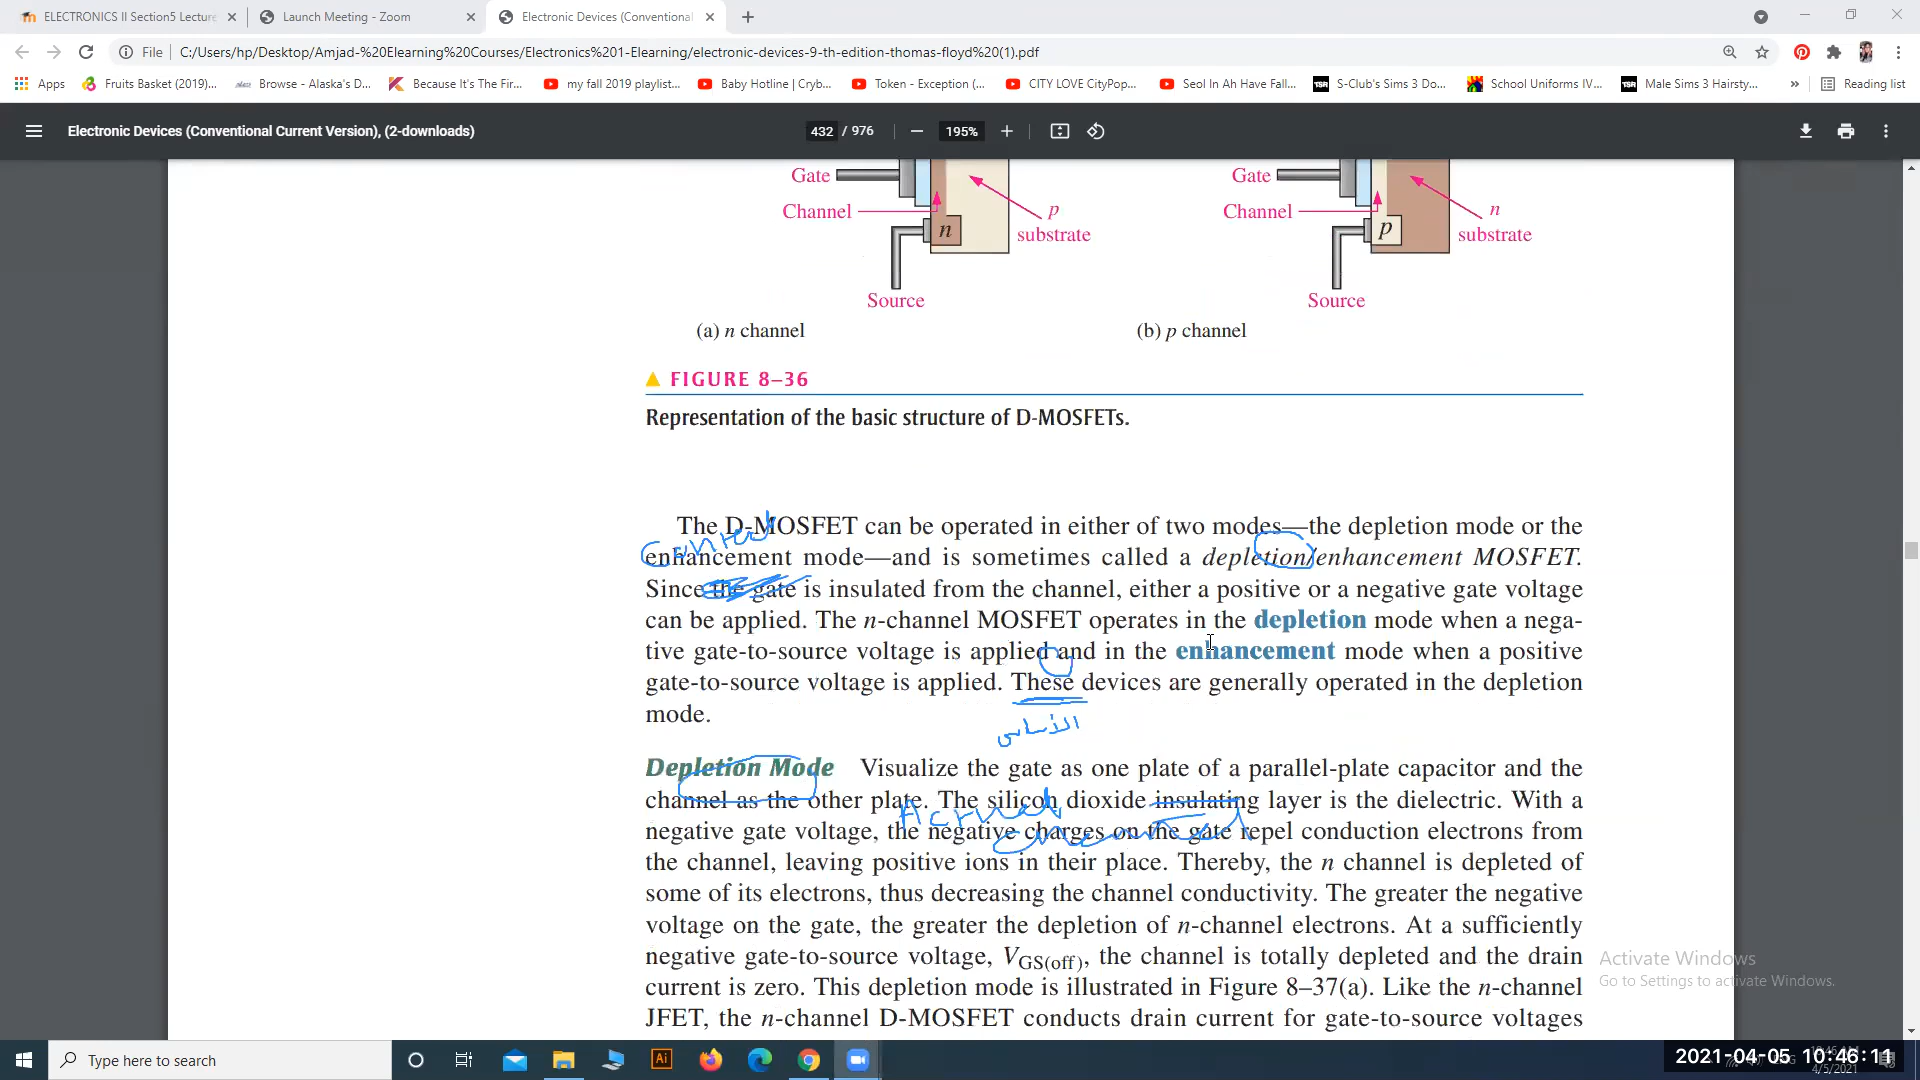 ELECTRONICS II Section5 Lecture
Launch Meeting - Zoom
Electronic Devices (Conventional
File C:/Users/hp/Desktop/Amjad-%20Elearning%20Courses/Electronics%201-Elearning/electronic-devices-9-th-edition-thomas-floyd%20(1).pdf
Apps Fruits Basket (2019)... Browse - Alaska's D... Because It's The Fir... my fall 2019 playlist... Baby Hotline | Cryb... Token - Exception (... CITY LOVE CityPop... Seol In Ah Have Fall... TSR S-Club's Sims 3 Do... School Uniforms IV... TSR Male Sims 3 Hairsty... » Reading list
Electronic Devices (Conventional Current Version), (2-downloads) 432 / 976 195%
Gate
Channel
n
p
substrate
Source
(a) n channel
Gate
Channel
p
n
substrate
Source
(b) p channel
FIGURE 8–36
Representation of the basic structure of D-MOSFETs.
The D-MOSFET can be operated in either of two modes—the depletion mode or the
enhancement mode—and is sometimes called a depletion/enhancement MOSFET.
Since the gate is insulated from the channel, either a positive or a negative gate voltage
can be applied. The n-channel MOSFET operates in the depletion mode when a nega-
tive gate-to-source voltage is applied and in the enhancement mode when a positive
gate-to-source voltage is applied. These devices are generally operated in the depletion
mode.
Depletion Mode Visualize the gate as one plate of a parallel-plate capacitor and the
channel as the other plate. The silicon dioxide insulating layer is the dielectric. With a
negative gate voltage, the negative charges on the gate repel conduction electrons from
the channel, leaving positive ions in their place. Thereby, the n channel is depleted of
some of its electrons, thus decreasing the channel conductivity. The greater the negative
voltage on the gate, the greater the depletion of n-channel electrons. At a sufficiently
negative gate-to-source voltage, VGS(off), the channel is totally depleted and the drain
current is zero. This depletion mode is illustrated in Figure 8–37(a). Like the n-channel
JFET, the n-channel D-MOSFET conducts drain current for gate-to-source voltages
Actual
Activate Windows
Go to Settings to activate Windows.
Type here to search
Ai
2021-04-05 10:46:11
4/5/2021